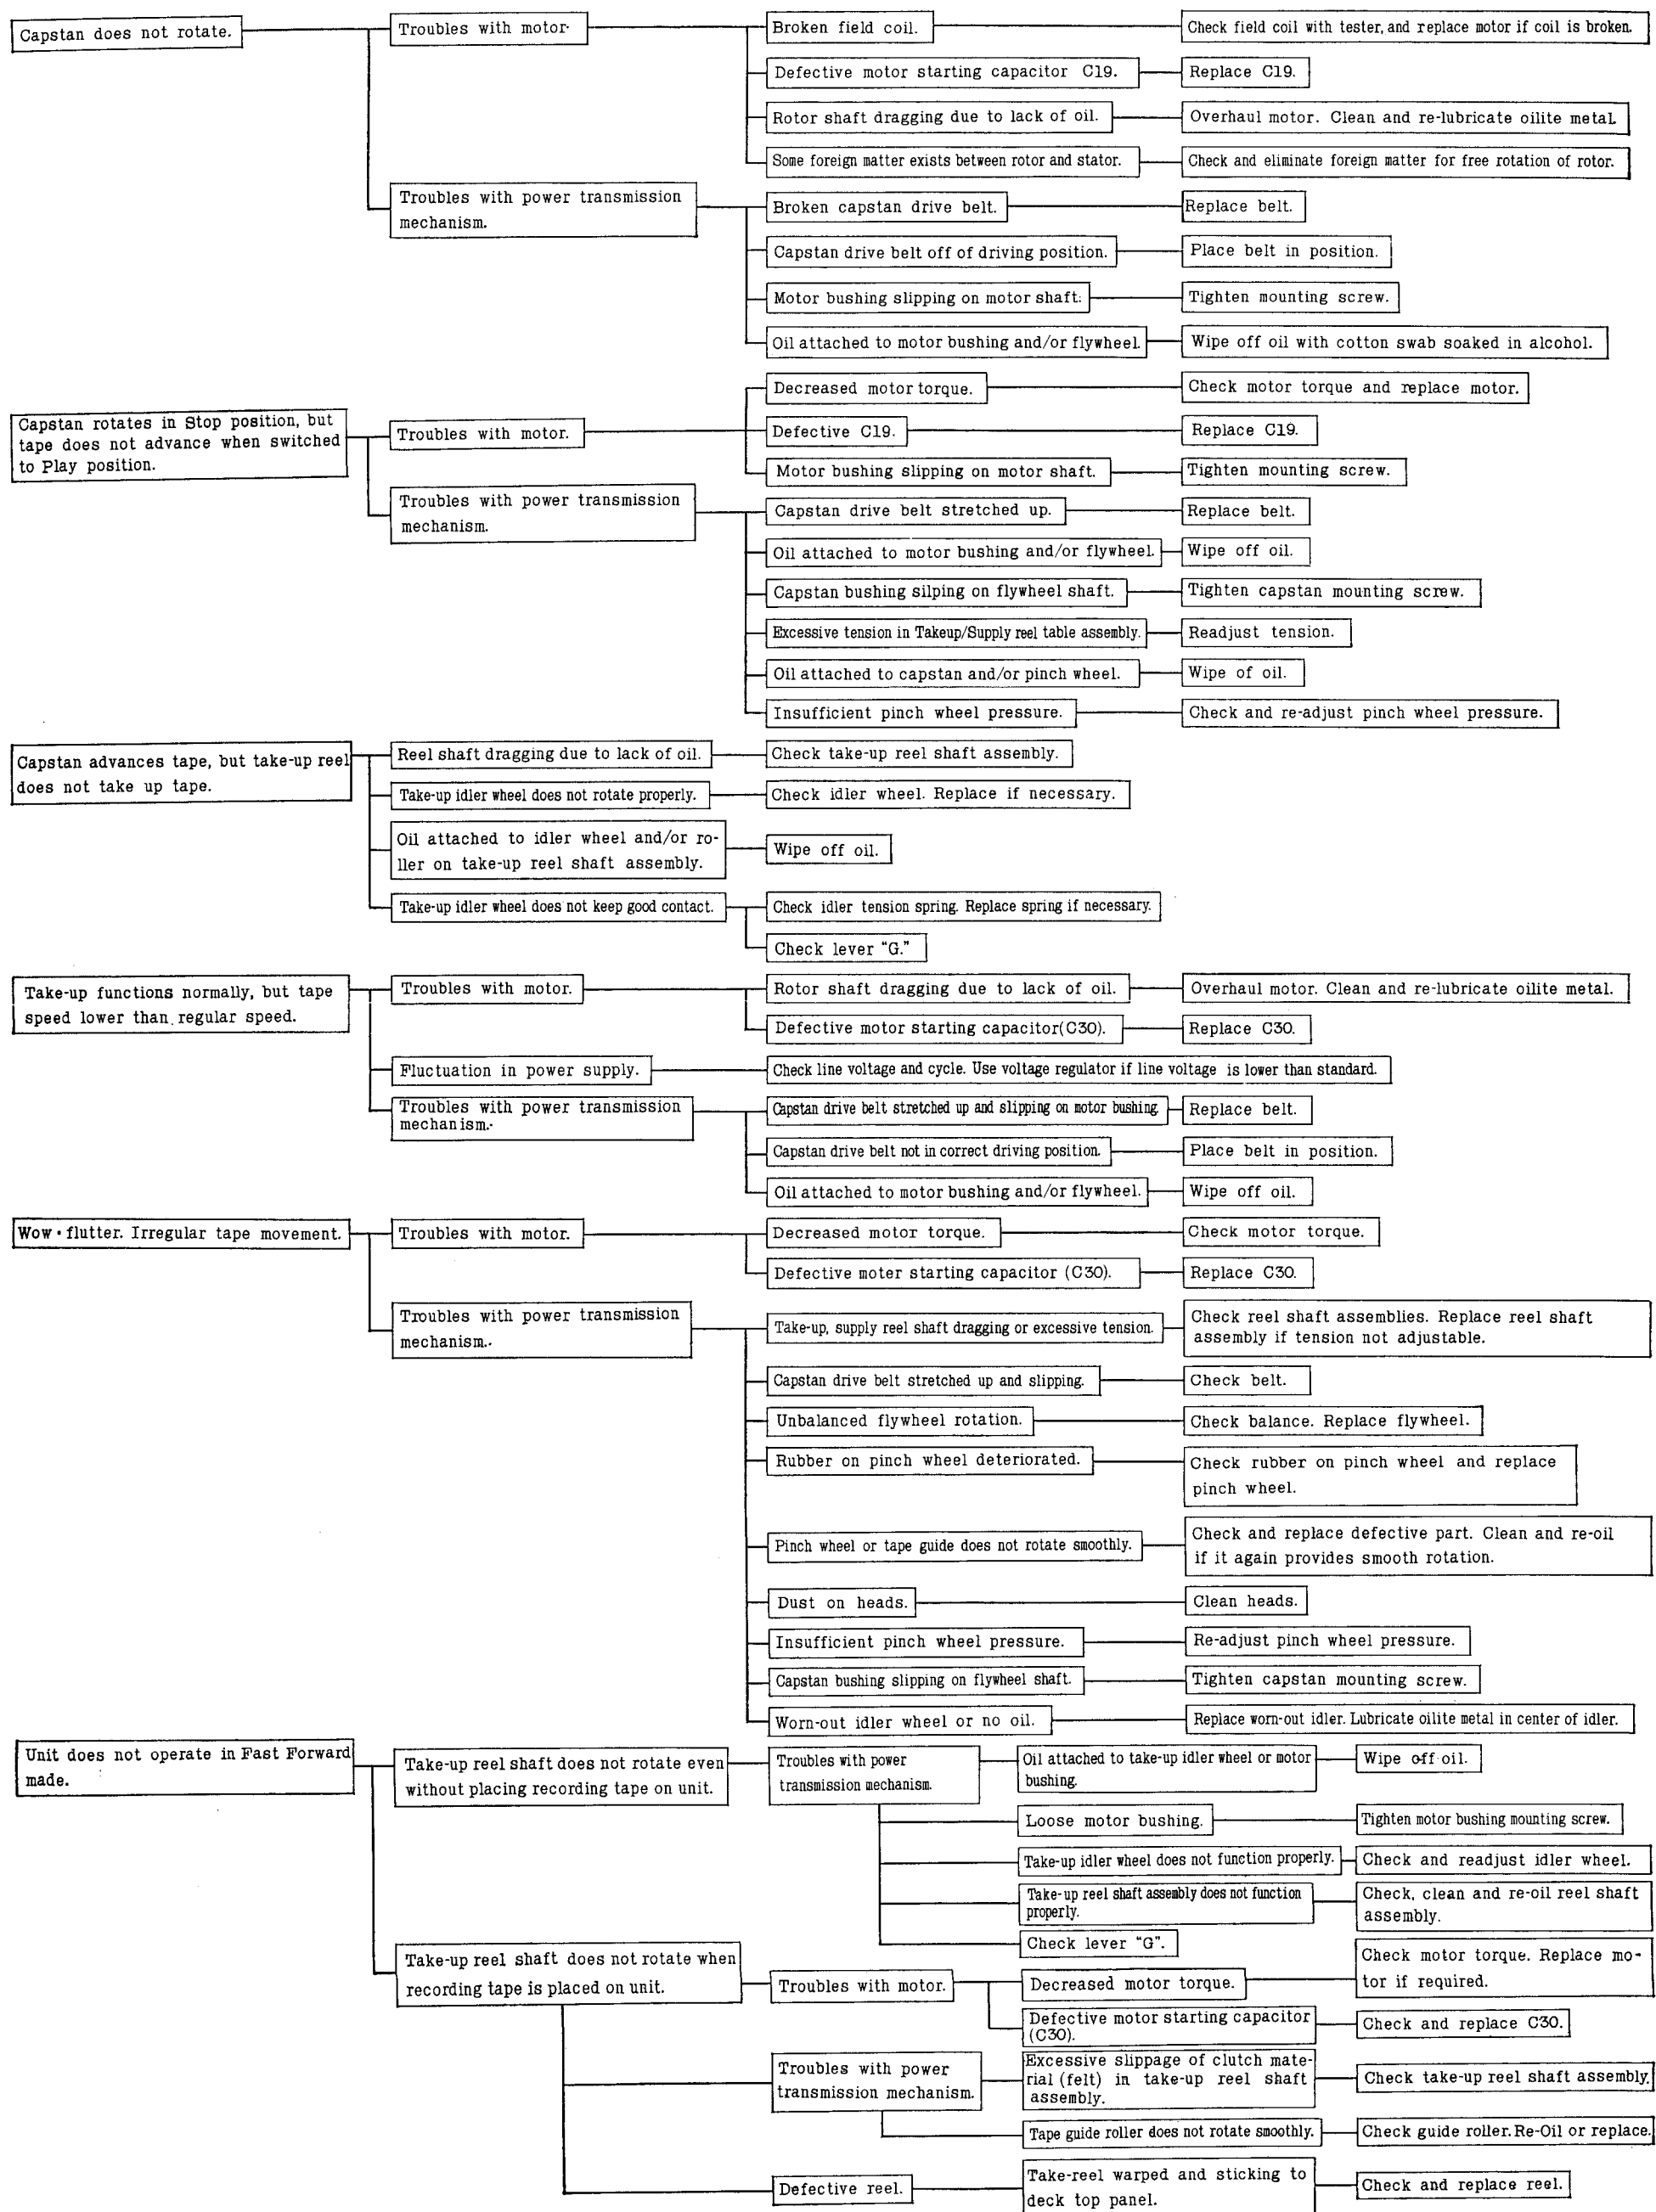 Capstan does not rotate.
Troubles with motor·
Broken field coil.
Check field coil with tester, and replace motor if coil is broken.
Defective motor starting capacitor C19.
Replace C19.
Rotor shaft dragging due to lack of oil.
Overhaul motor. Clean and re-lubricate oilite metal.
Some foreign matter exists between rotor and stator.
Check and eliminate foreign matter for free rotation of rotor.
Troubles with power transmission
mechanism.
Broken capstan drive belt.
Replace belt.
Capstan drive belt off of driving position.
Place belt in position.
Motor bushing slipping on motor shaft.
Tighten mounting screw.
Oil attached to motor bushing and/or flywheel.
Wipe off oil with cotton swab soaked in alcohol.
Capstan rotates in Stop position, but
tape does not advance when switched
to Play position.
Troubles with motor.
Decreased motor torque.
Check motor torque and replace motor.
Defective C19.
Replace C19.
Motor bushing slipping on motor shaft.
Tighten mounting screw.
Troubles with power transmission
mechanism.
Capstan drive belt stretched up.
Replace belt.
Oil attached to motor bushing and/or flywheel.
Wipe off oil.
Capstan bushing silping on flywheel shaft.
Tighten capstan mounting screw.
Excessive tension in Takeup/Supply reel table assembly.
Readjust tension.
Oil attached to capstan and/or pinch wheel.
Wipe of oil.
Insufficient pinch wheel pressure.
Check and re-adjust pinch wheel pressure.
Capstan advances tape, but take-up reel
does not take up tape.
Reel shaft dragging due to lack of oil.
Check take-up reel shaft assembly.
Take-up idler wheel does not rotate properly.
Check idler wheel. Replace if necessary.
Oil attached to idler wheel and/or ro-
ller on take-up reel shaft assembly.
Wipe off oil.
Take-up idler wheel does not keep good contact.
Check idler tension spring. Replace spring if necessary.
Check lever "G."
Take-up functions normally, but tape
speed lower than regular speed.
Troubles with motor.
Rotor shaft dragging due to lack of oil.
Overhaul motor. Clean and re-lubricate oilite metal.
Defective motor starting capacitor(C30).
Replace C30.
Fluctuation in power supply.
Check line voltage and cycle. Use voltage regulator if line voltage is lower than standard.
Troubles with power transmission
mechanism.·
Capstan drive belt stretched up and slipping on motor bushing.
Replace belt.
Capstan drive belt not in correct driving position.
Place belt in position.
Oil attached to motor bushing and/or flywheel.
Wipe off oil.
Wow · flutter. Irregular tape movement.
Troubles with motor.
Decreased motor torque.
Check motor torque.
Defective moter starting capacitor (C30).
Replace C30.
Troubles with power transmission
mechanism..
Take-up, supply reel shaft dragging or excessive tension.
Check reel shaft assemblies. Replace reel shaft
assembly if tension not adjustable.
Capstan drive belt stretched up and slipping.
Check belt.
Unbalanced flywheel rotation.
Check balance. Replace flywheel.
Rubber on pinch wheel deteriorated.
Check rubber on pinch wheel and replace
pinch wheel.
Pinch wheel or tape guide does not rotate smoothly.
Check and replace defective part. Clean and re-oil
if it again provides smooth rotation.
Dust on heads.
Clean heads.
Insufficient pinch wheel pressure.
Re-adjust pinch wheel pressure.
Capstan bushing slipping on flywheel shaft.
Tighten capstan mounting screw.
Worn-out idler wheel or no oil.
Replace worn-out idler. Lubricate oilite metal in center of idler.
Unit does not operate in Fast Forward
made.
Take-up reel shaft does not rotate even
without placing recording tape on unit.
Troubles with power
transmission mechanism.
Oil attached to take-up idler wheel or motor
bushing.
Wipe off oil.
Loose motor bushing.
Tighten motor bushing mounting screw.
Take-up idler wheel does not function properly.
Check and readjust idler wheel.
Take-up reel shaft assembly does not function
properly.
Check, clean and re-oil reel shaft
assembly.
Check lever "G".
Take-up reel shaft does not rotate when
recording tape is placed on unit.
Troubles with motor.
Decreased motor torque.
Check motor torque. Replace mo-
tor if required.
Defective motor starting capacitor
(C30).
Check and replace C30.
Troubles with power
transmission mechanism.
Excessive slippage of clutch mate-
rial (felt) in take-up reel shaft
assembly.
Check take-up reel shaft assembly.
Tape guide roller does not rotate smoothly.
Check guide roller. Re-Oil or replace.
Defective reel.
Take-reel warped and sticking to
deck top panel.
Check and replace reel.